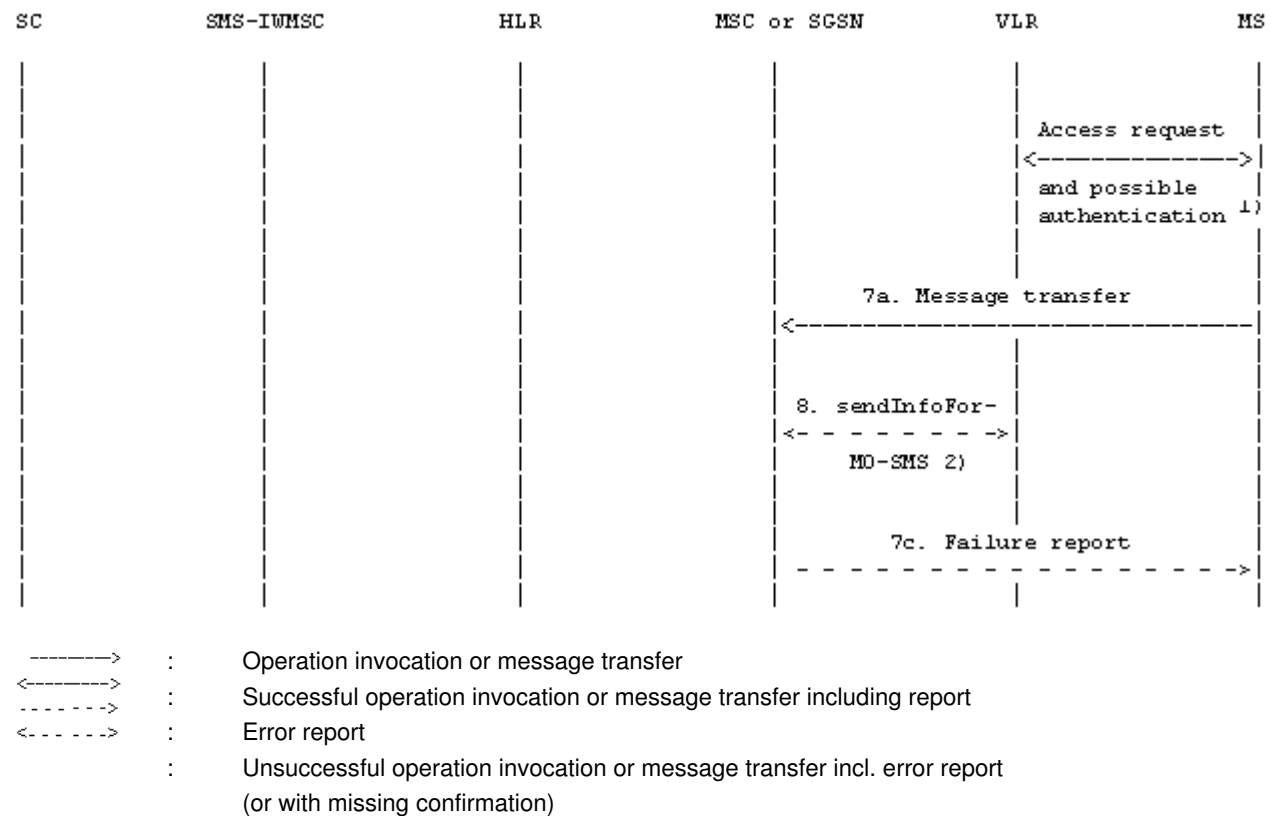 SC SMS-IWMSC HLR MSC or SGSN VLR MS
Access request
and possible
authentication 1)
7a. Message transfer
8. sendInfoFor-
MO-SMS 2)
7c. Failure report
: Operation invocation or message transfer
: Successful operation invocation or message transfer including report
: Error report
: Unsuccessful operation invocation or message transfer incl. error report
(or with missing confirmation)